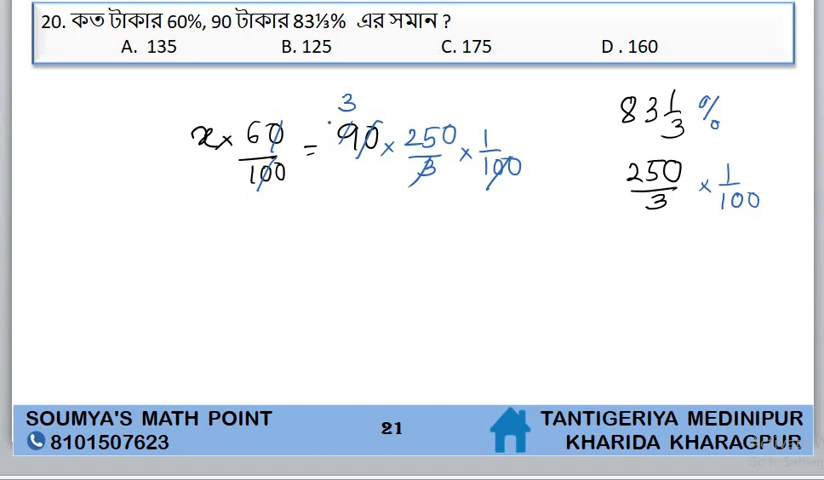 20. কত টাকার 60%, 90 টাকার 83⅓% এর সমান ?
A. 135 B. 125 C. 175 D . 160
3
x × 60/100 = 90 × 250/3 × 1/100
83 1/3 %
250/3 × 1/100
SOUMYA'S MATH POINT
8101507623
21
TANTIGERIYA MEDINIPUR
KHARIDA KHARAGPUR